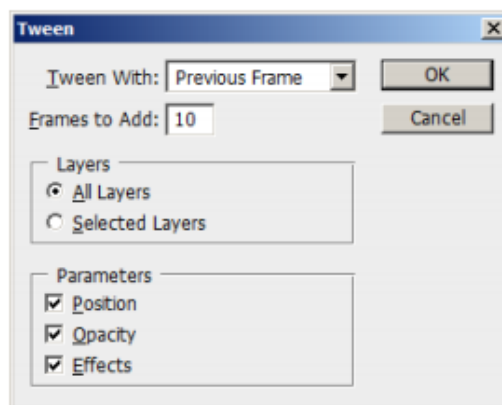 Tween
Tween With: Previous Frame
OK
Frames to Add: 10
Cancel
Layers
All Layers
Selected Layers
Parameters
Position
Opacity
Effects